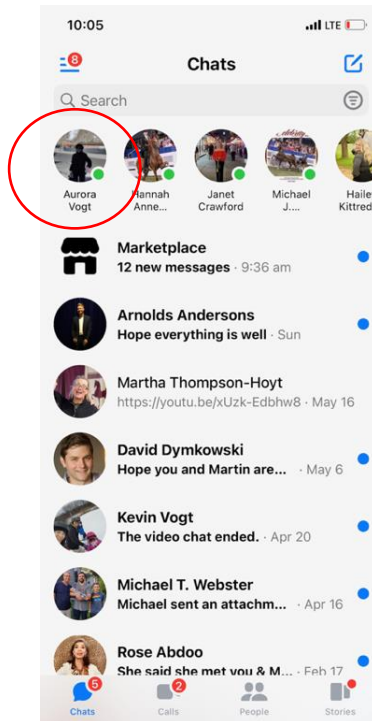 10:05
LTE
8
Chats
Search
Aurora
Vogt
Hannah
Anne...
Janet
Crawford
Michael
J....
Haile
Kittred
Marketplace
12 new messages · 9:36 am
Arnolds Andersons
Hope everything is well · Sun
Martha Thompson-Hoyt
https://youtu.be/xUzk-Edbhw8 · May 16
David Dymkowski
Hope you and Martin are... · May 6
Kevin Vogt
The video chat ended. · Apr 20
Michael T. Webster
Michael sent an attachm... · Apr 16
Rose Abdoo
She said she met you & M... · Feb 17
5
2
Chats
Calls
People
Stories